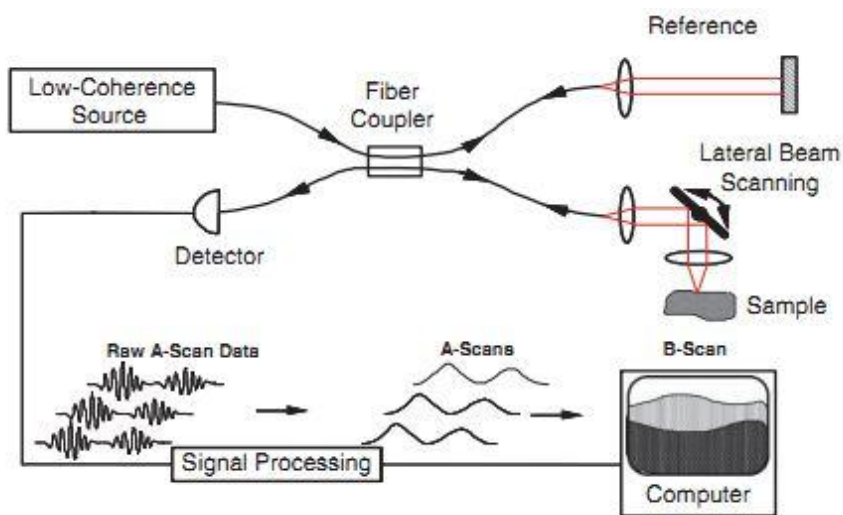 Reference
Low-Coherence
Source
Fiber
Coupler
Lateral Beam
Scanning
Detector
Sample
Raw A-Scan Data
A-Scans
B-Scan
Signal Processing
Computer